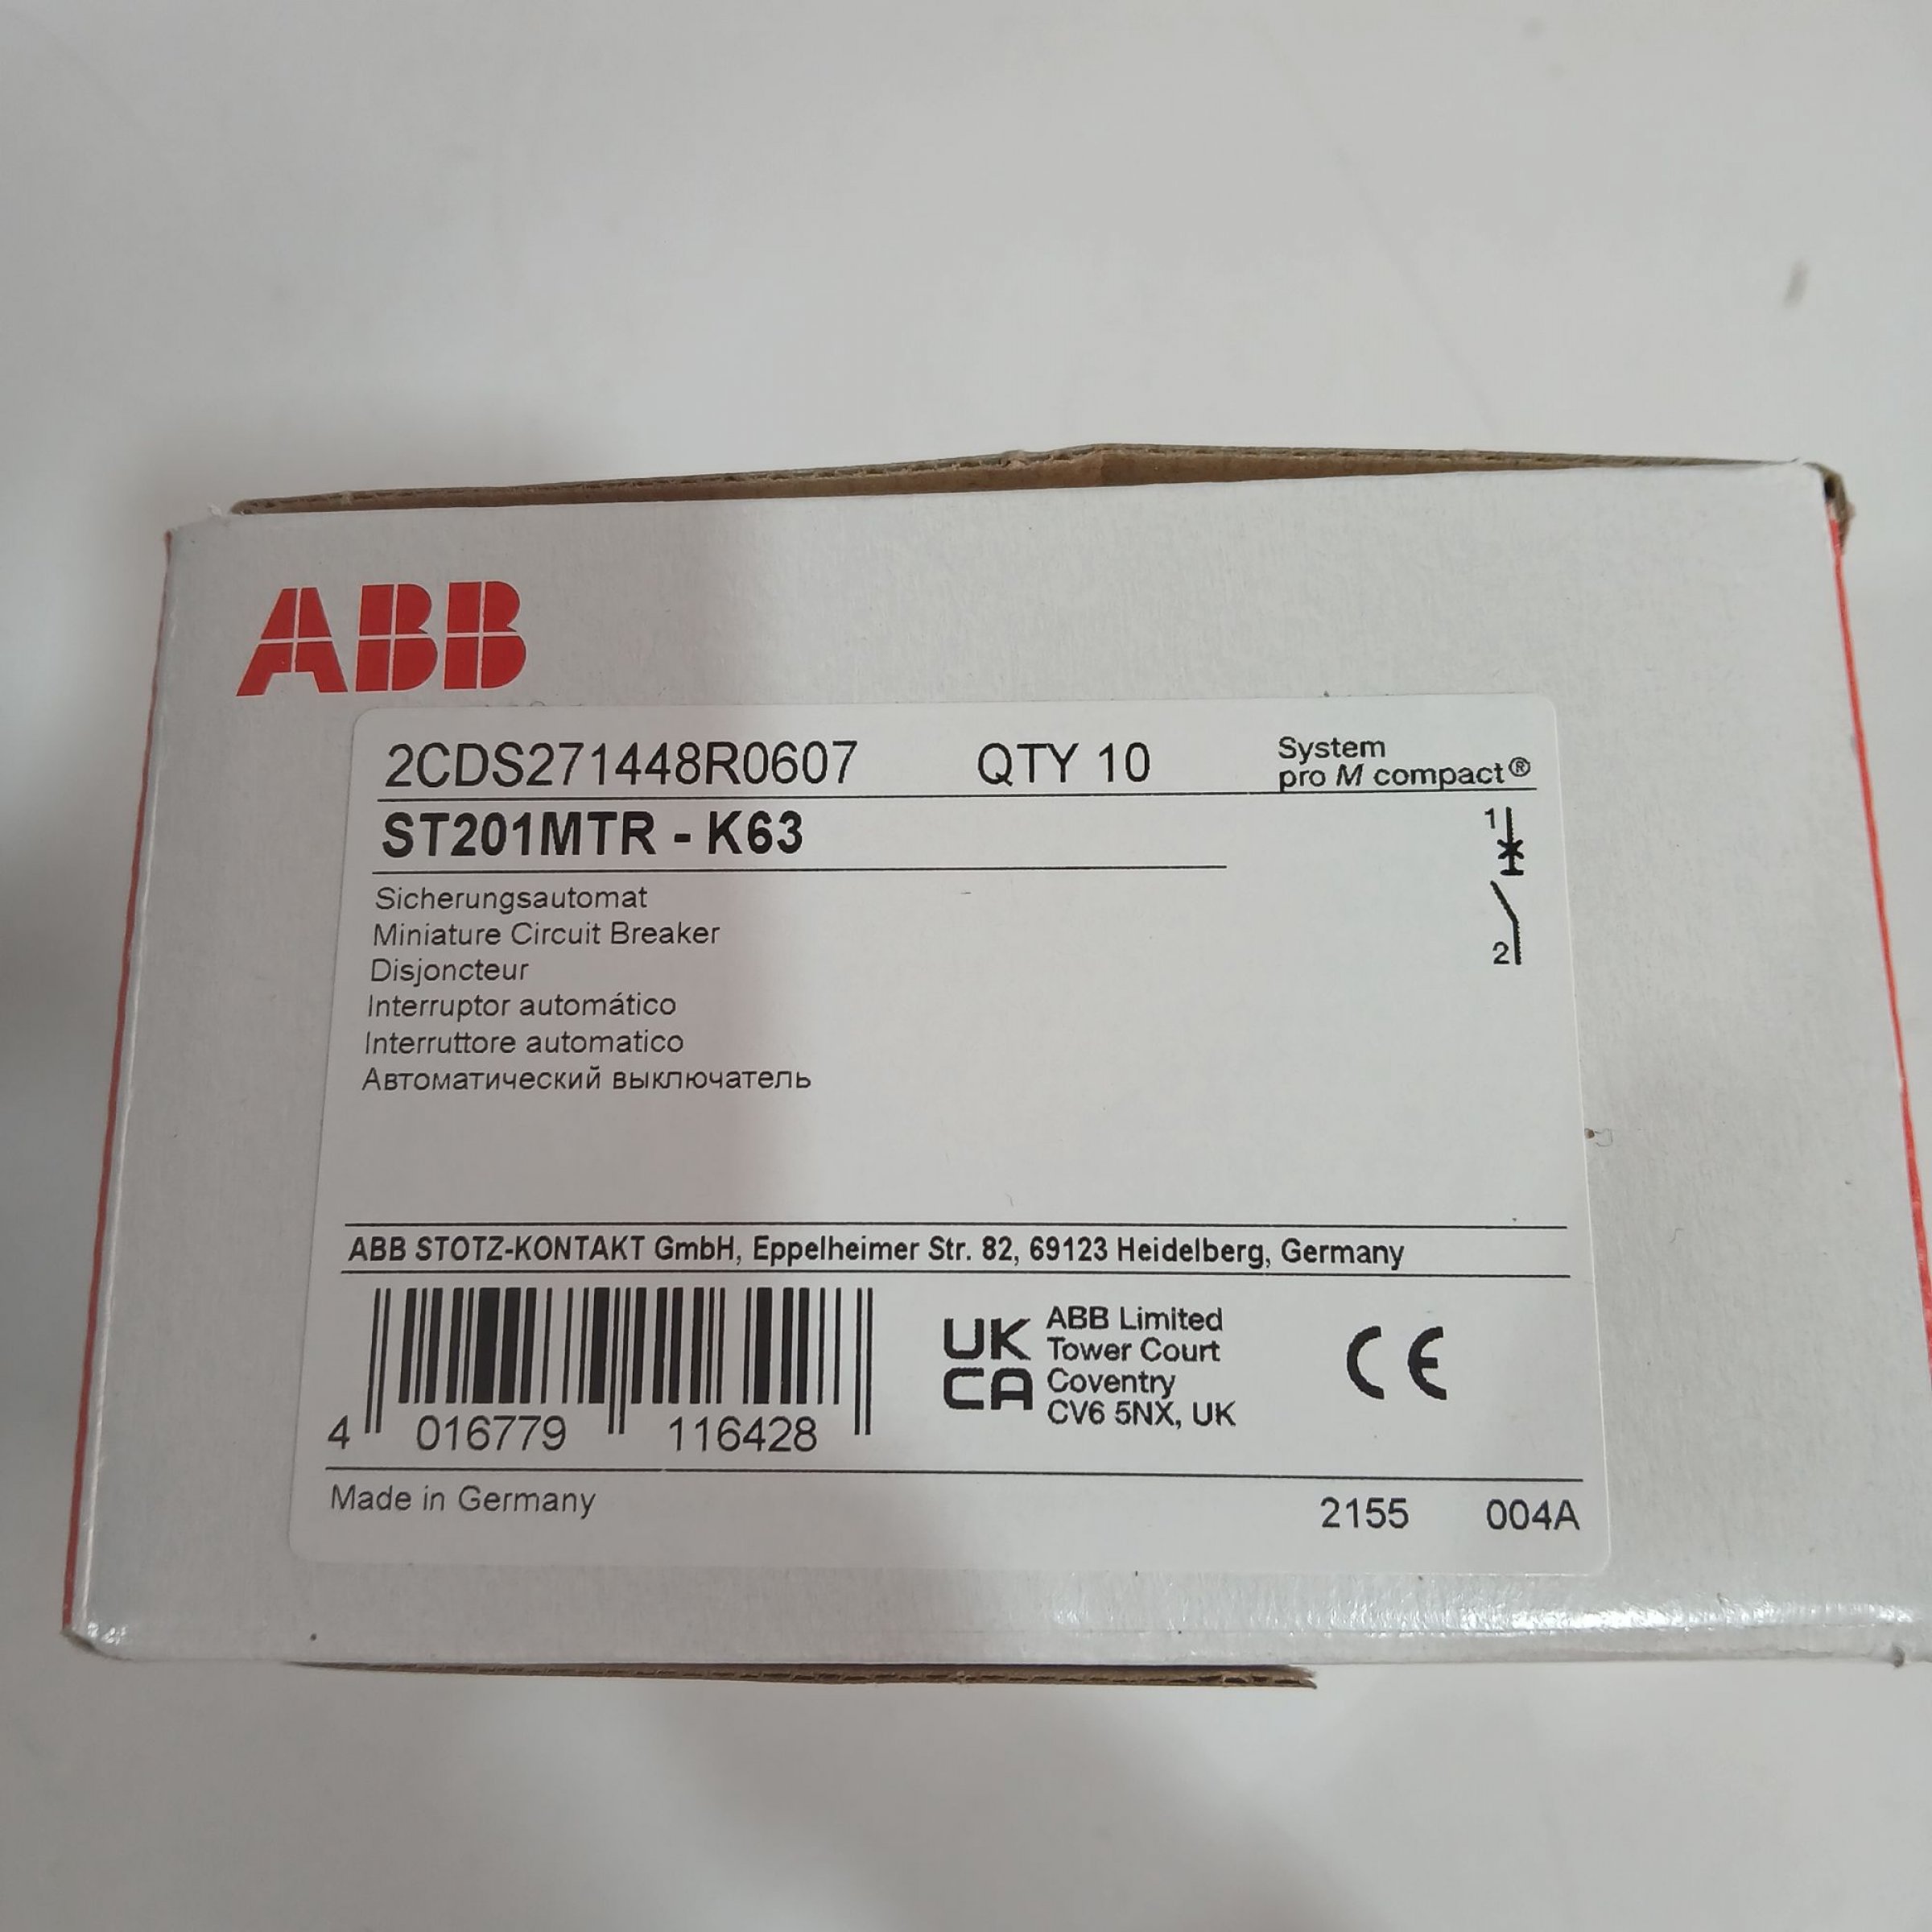 ABB
2CDS271448R0607 QTY 10 System
pro M compact®
ST201MTR - K63
1
2
Sicherungsautomat
Miniature Circuit Breaker
Disjoncteur
Interruptor automático
Interruttore automatico
Автоматический выключатель
ABB STOTZ-KONTAKT GmbH, Eppelheimer Str. 82, 69123 Heidelberg, Germany
4 016779 116428
UK
CA
ABB Limited
Tower Court
Coventry
CV6 5NX, UK
CE
Made in Germany 2155 004A